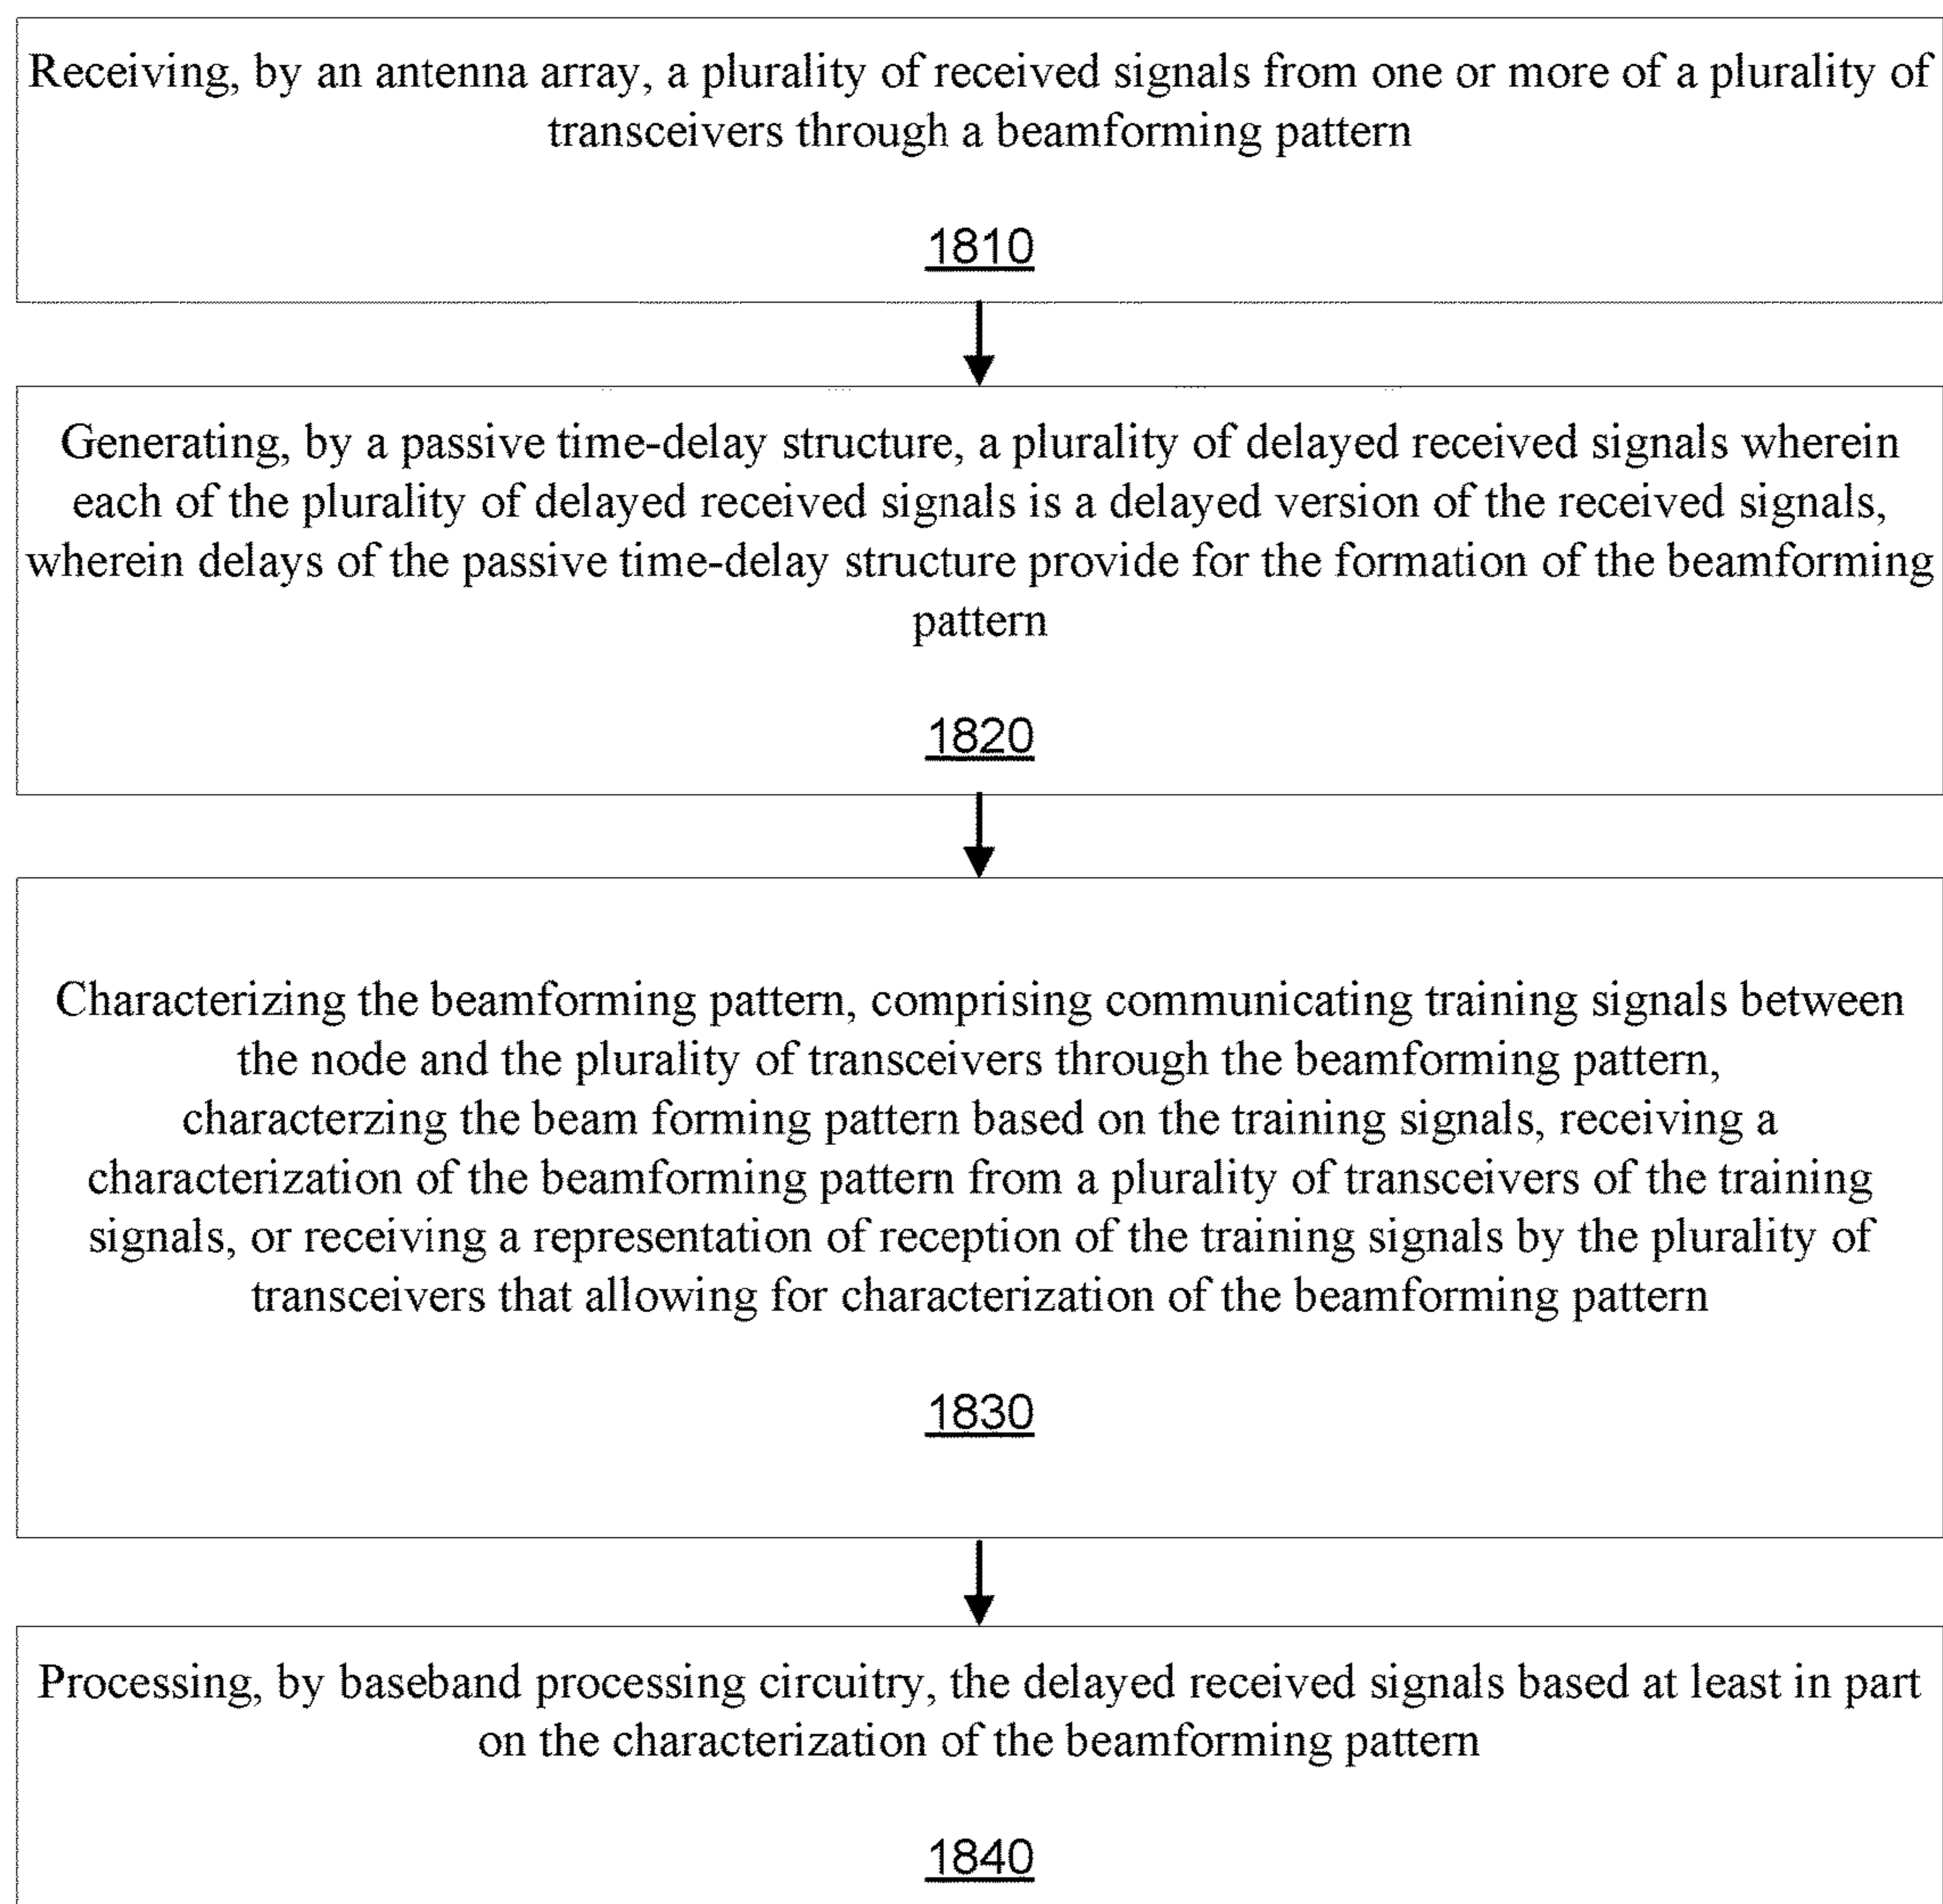 Receiving, by an antenna array, a plurality of received signals from one or more of a plurality of
transceivers through a beamforming pattern
1810
Generating, by a passive time-delay structure, a plurality of delayed received signals wherein
each of the plurality of delayed received signals is a delayed version of the received signals,
wherein delays of the passive time-delay structure provide for the formation of the beamforming
pattern
1820
Characterizing the beamforming pattern, comprising communicating training signals between
the node and the plurality of transceivers through the beamforming pattern,
characterzing the beam forming pattern based on the training signals, receiving a
characterization of the beamforming pattern from a plurality of transceivers of the training
signals, or receiving a representation of reception of the training signals by the plurality of
transceivers that allowing for characterization of the beamforming pattern
1830
Processing, by baseband processing circuitry, the delayed received signals based at least in part
on the characterization of the beamforming pattern
1840